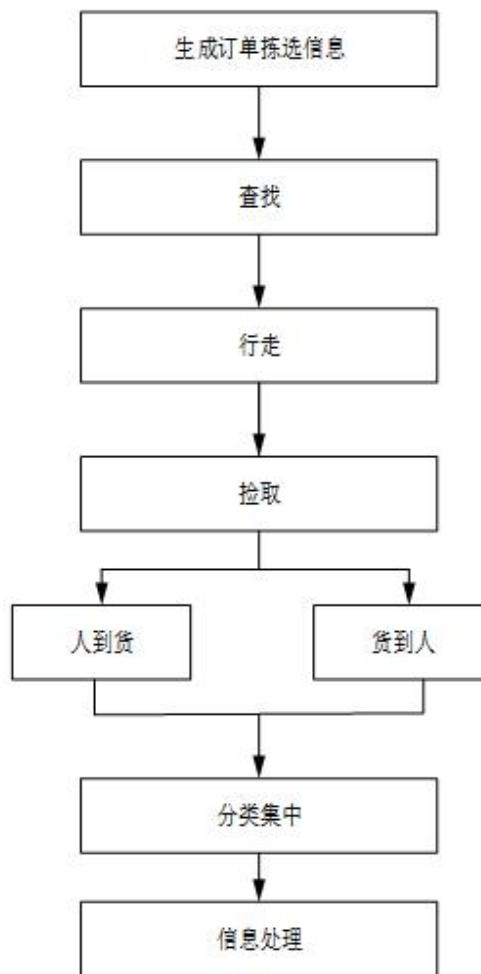 生成订单拣选信息
查找
行走
捡取
人到货
货到人
分类集中
信息处理